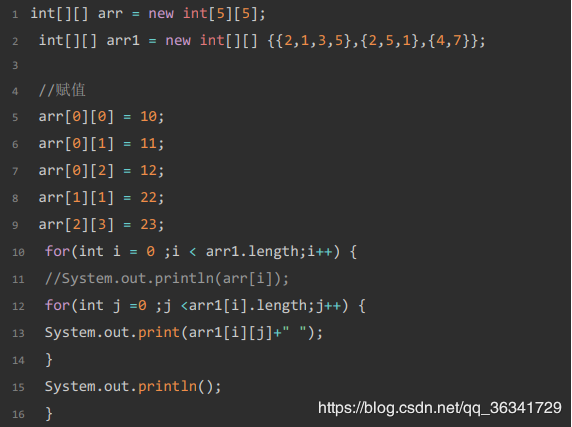 1 int[][] arr = new int[5][5];
2 int[][] arr1 = new int[][] {{2,1,3,5},{2,5,1},{4,7}};
3
4 //赋值
5 arr[0][0] = 10;
6 arr[0][1] = 11;
7 arr[0][2] = 12;
8 arr[1][1] = 22;
9 arr[2][3] = 23;
10 for(int i = 0 ;i < arr1.length;i++) {
11 //System.out.println(arr[i]);
12 for(int j =0 ;j <arr1[i].length;j++) {
13 System.out.print(arr1[i][j]+" ");
14 }
15 System.out.println();
16 }
https://blog.csdn.net/qq_36341729